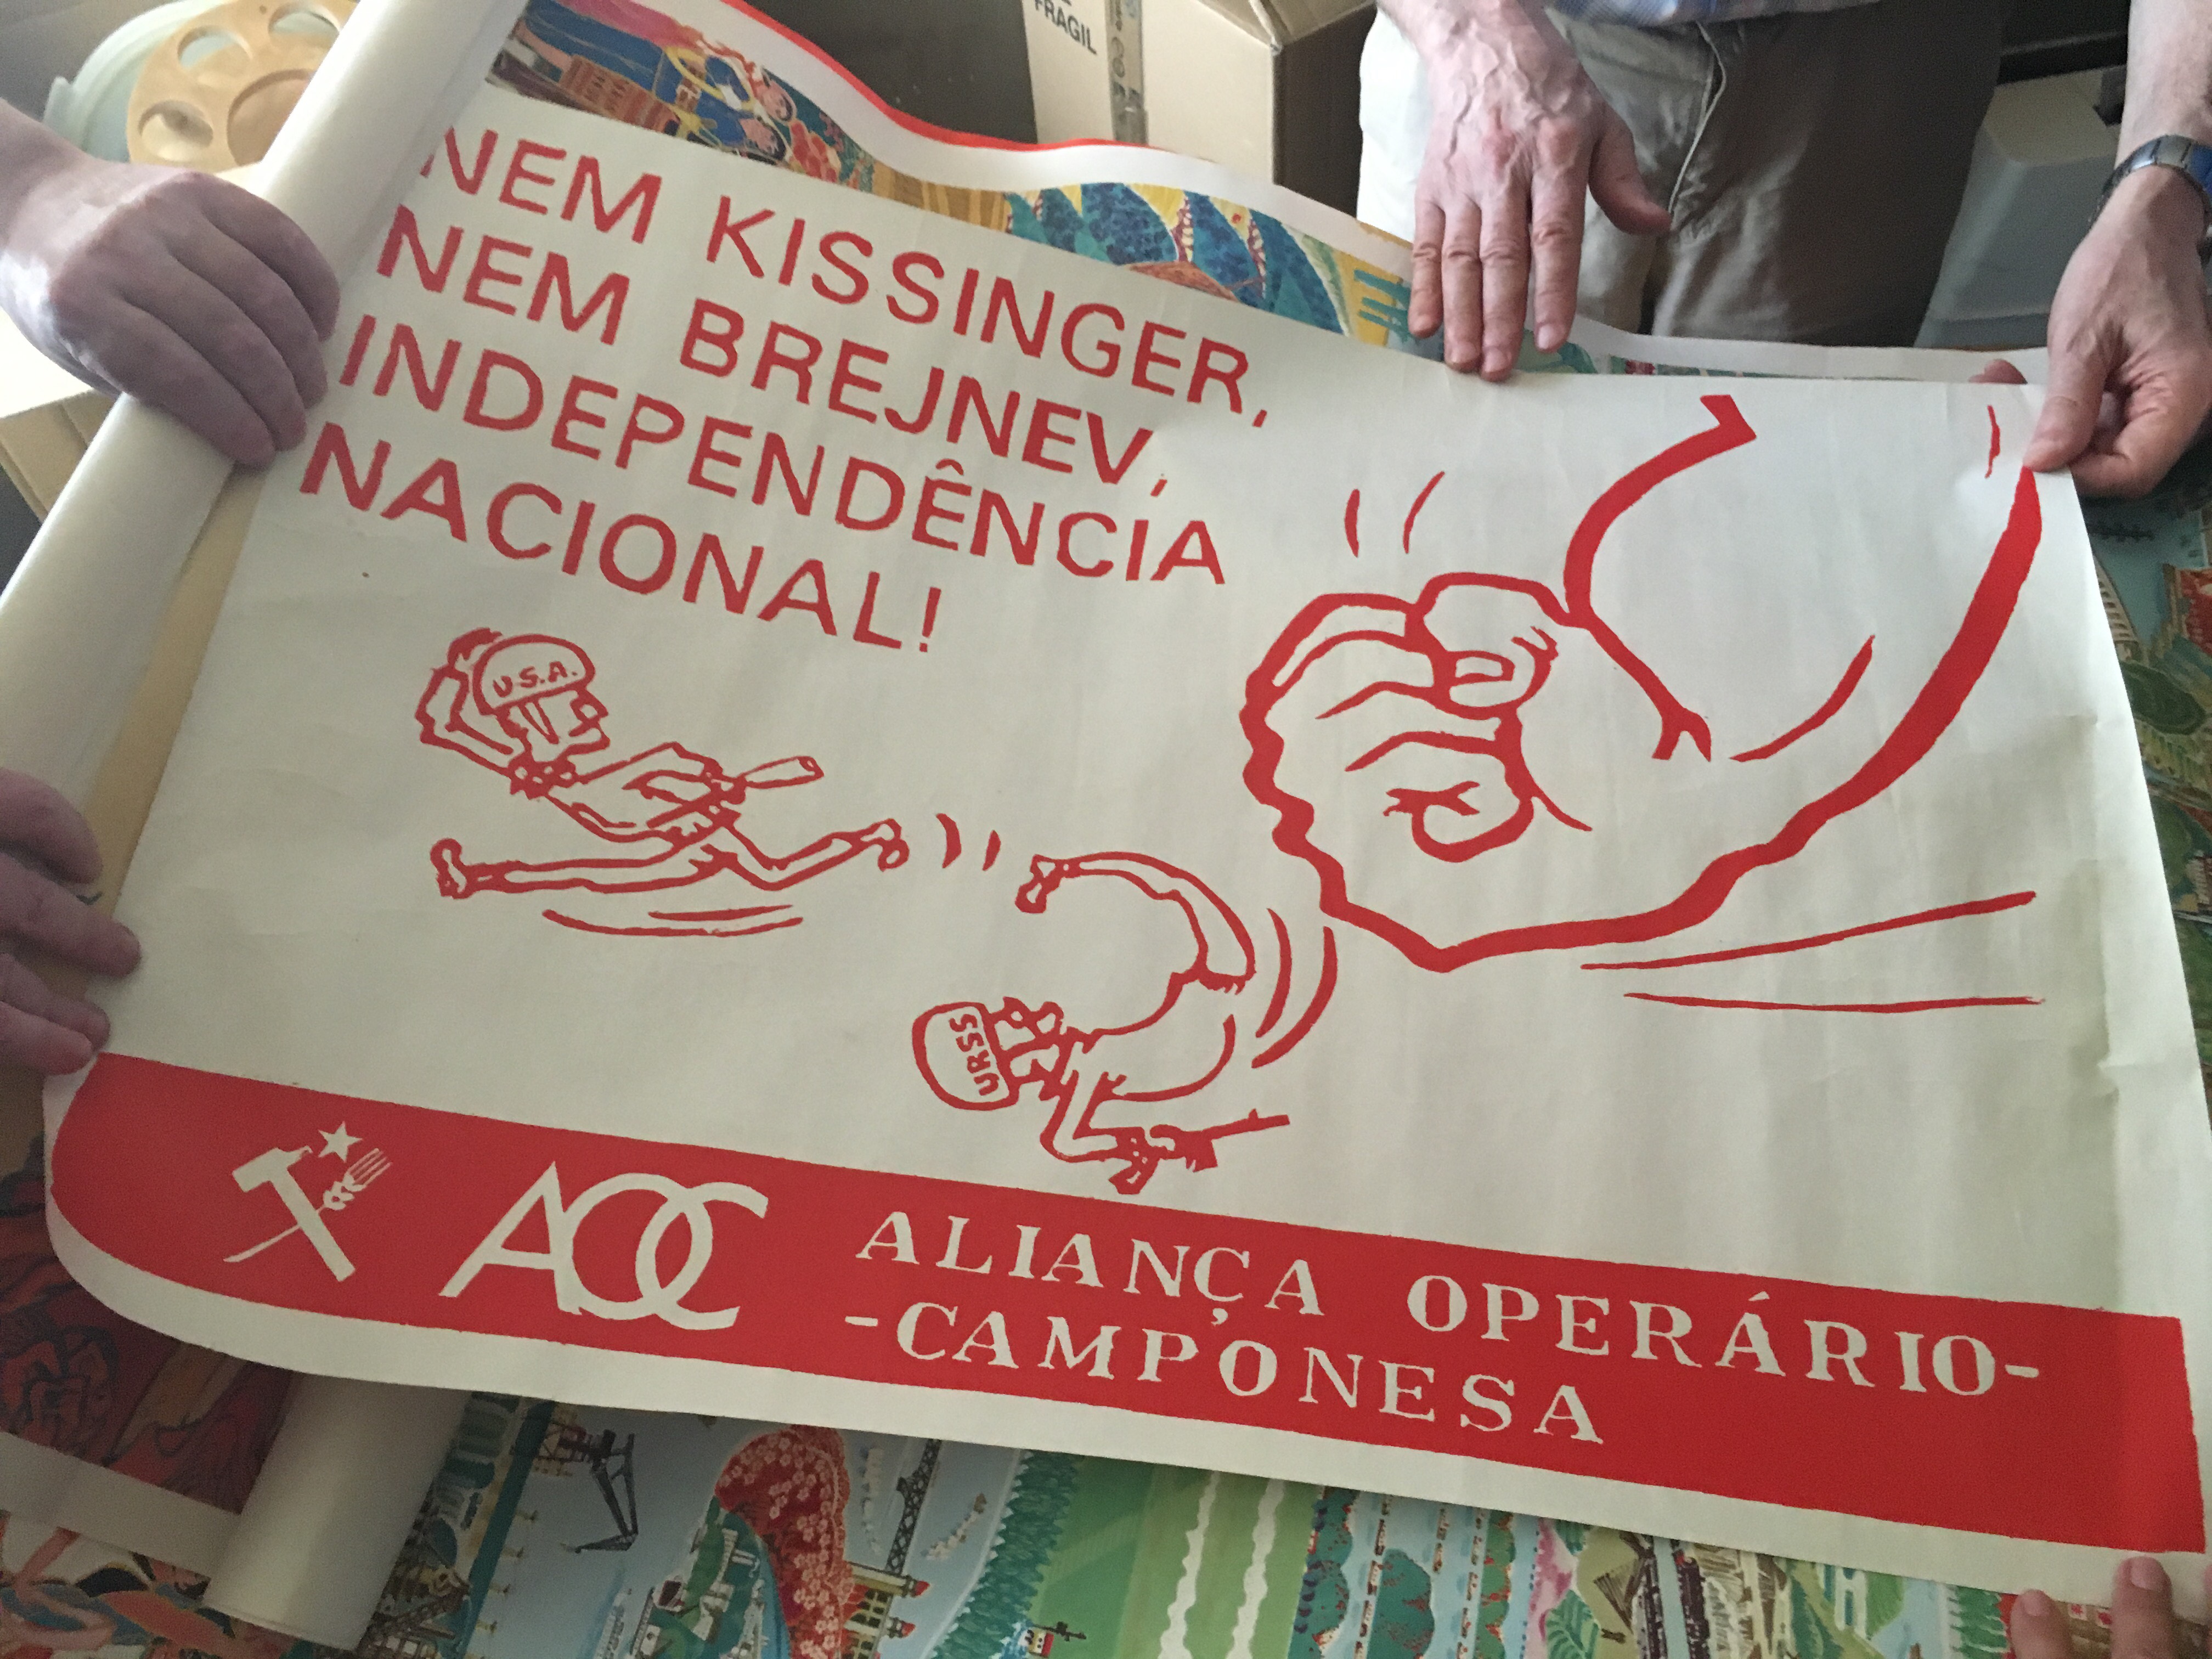 FRAGIL
NEM KISSINGER,
NEM BREJNEV,
INDEPENDÊNCIA
NACIONAL!
U.S.A.
URSS
AOC
ALIANÇA OPERÁRIO-
-CAMPONESA